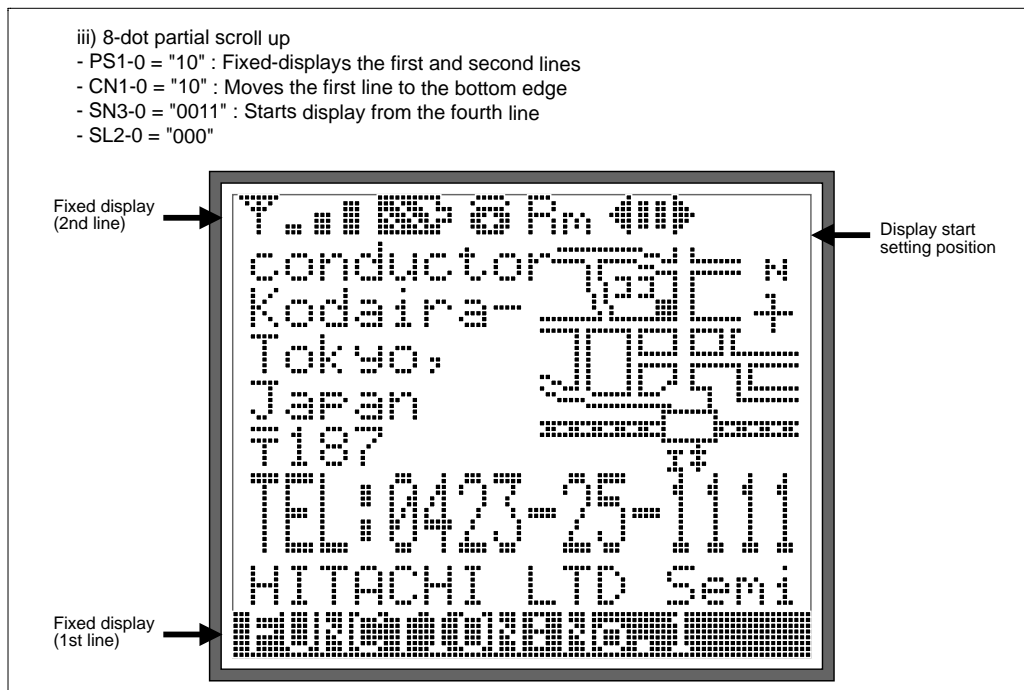 iii) 8-dot partial scroll up
- PS1-0 = "10" : Fixed-displays the first and second lines
- CN1-0 = "10" : Moves the first line to the bottom edge
- SN3-0 = "0011" : Starts display from the fourth line
- SL2-0 = "000"
Fixed display
(2nd line)
Display start
setting position
conductor
Kodaira-
N
Tokyo,
Japan
T187
TEL:0423-25-1111
HITACHI LTD Semi
Fixed display
(1st line)